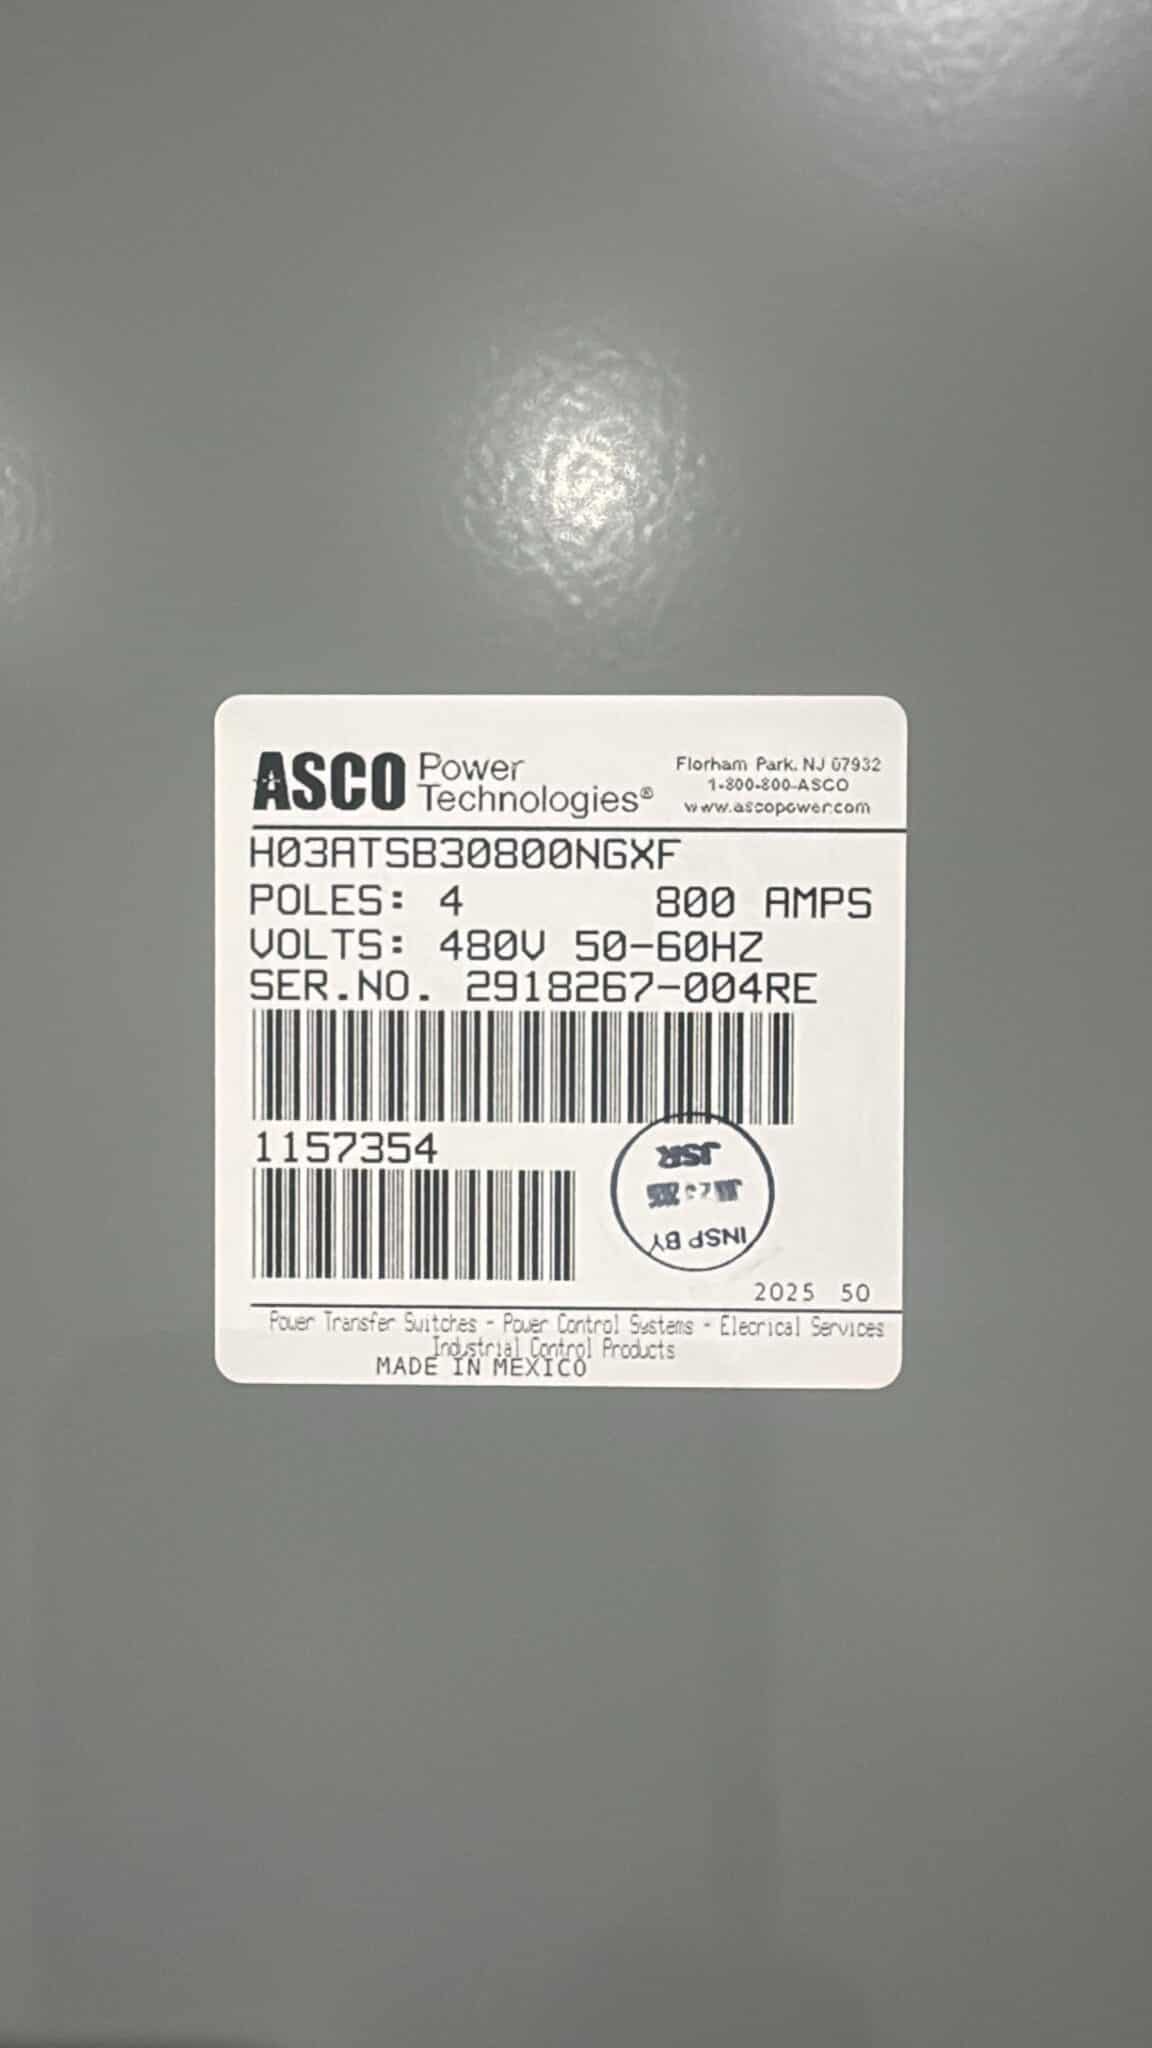 ASCO Power Technologies®
Florham Park, NJ 07932
1-800-800-ASCO
www.ascopower.com
H03ATSB30800NGXF
POLES: 4 800 AMPS
VOLTS: 480V 50-60HZ
SER.NO. 2918267-004RE
1157354
JSR
INSP BY
2025 50
Power Transfer Switches - Power Control Systems - Elecrical Services
Industrial Control Products
MADE IN MEXICO